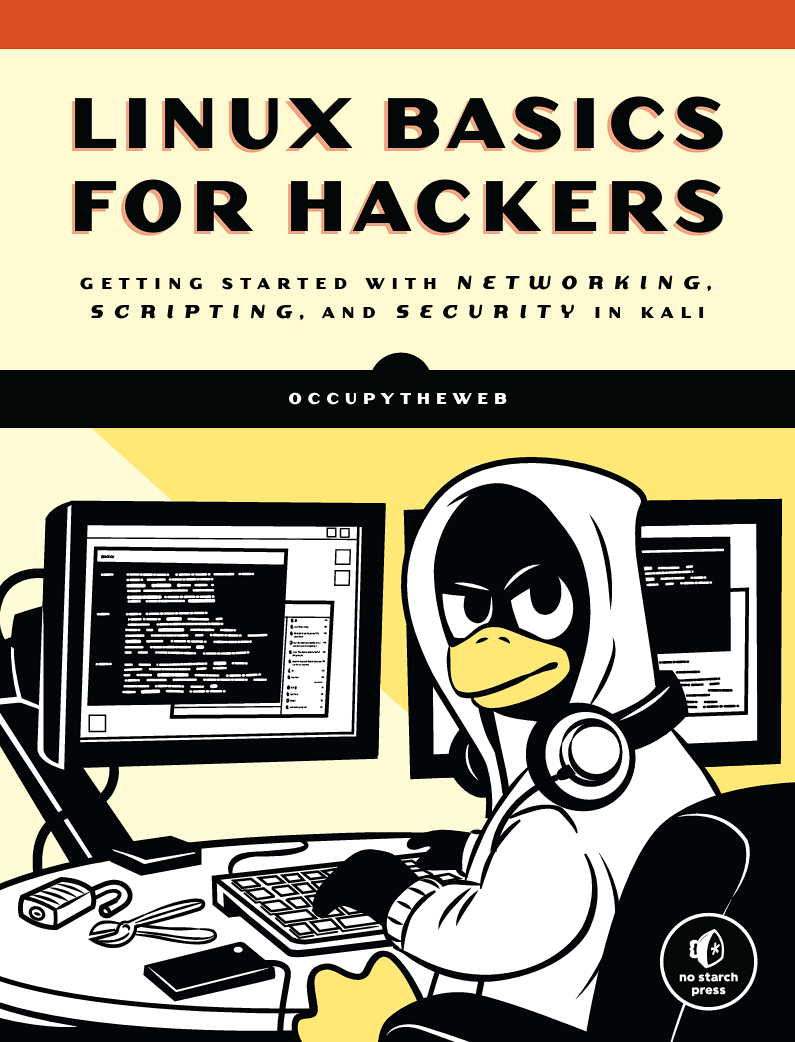 LINUX BASICS
FOR HACKERS
GETTING STARTED WITH NETWORKING,
SCRIPTING, AND SECURITY IN KALI
OCCUPYTHEWEB
no starch
press